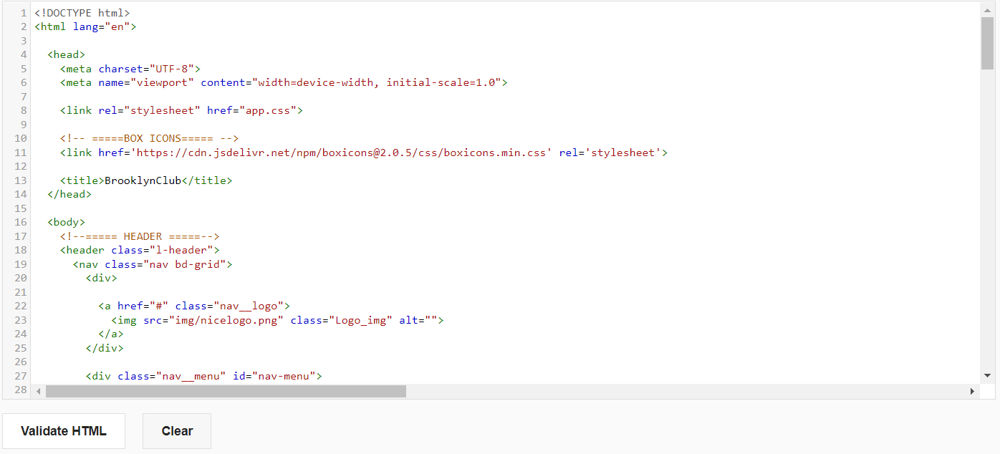 1 <!DOCTYPE html>
2 <html lang="en">
3
4 <head>
5 <meta charset="UTF-8">
6 <meta name="viewport" content="width=device-width, initial-scale=1.0">
7
8 <link rel="stylesheet" href="app.css">
9
10 <!-- =====BOX ICONS===== -->
11 <link href='https://cdn.jsdelivr.net/npm/boxicons@2.0.5/css/boxicons.min.css' rel='stylesheet'>
12
13 <title>BrooklynClub</title>
14 </head>
15
16 <body>
17 <!--===== HEADER =====-->
18 <header class="l-header">
19 <nav class="nav bd-grid">
20 <div>
21
22 <a href="#" class="nav__logo">
23 <img src="img/nicelogo.png" class="Logo_img" alt="">
24 </a>
25 </div>
26
27 <div class="nav__menu" id="nav-menu">
28
Validate HTML Clear